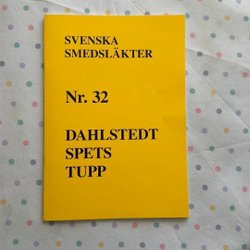 SVENSKA
SMEDSLÄKTER
Nr. 32
DAHLSTEDT
SPETS
TUPP